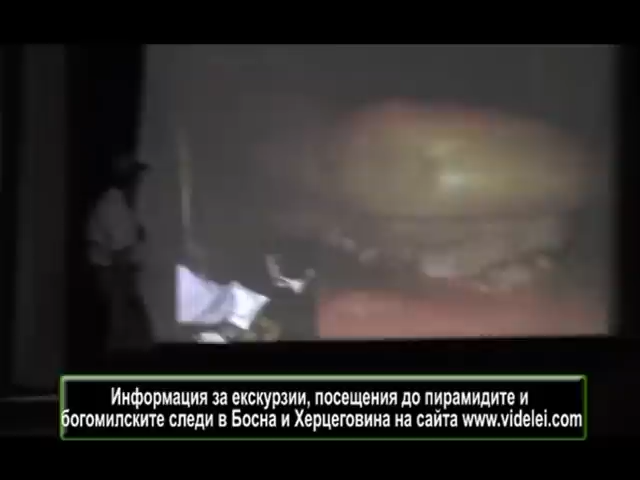 Информация за екскурзии, посещения до пирамидите и
богомилските следи в Босна и Херцеговина на сайта www.videlei.com